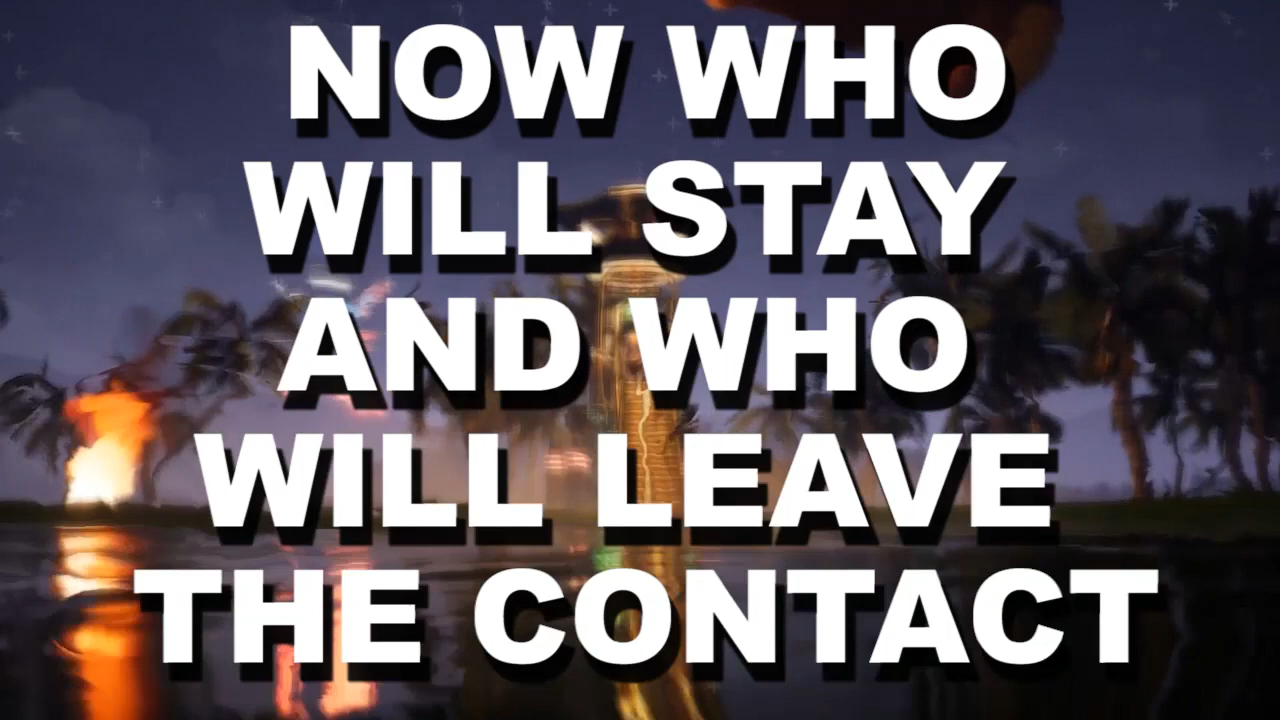 NOW WHO
WILL STAY
AND WHO
WILL LEAVE
THE CONTACT